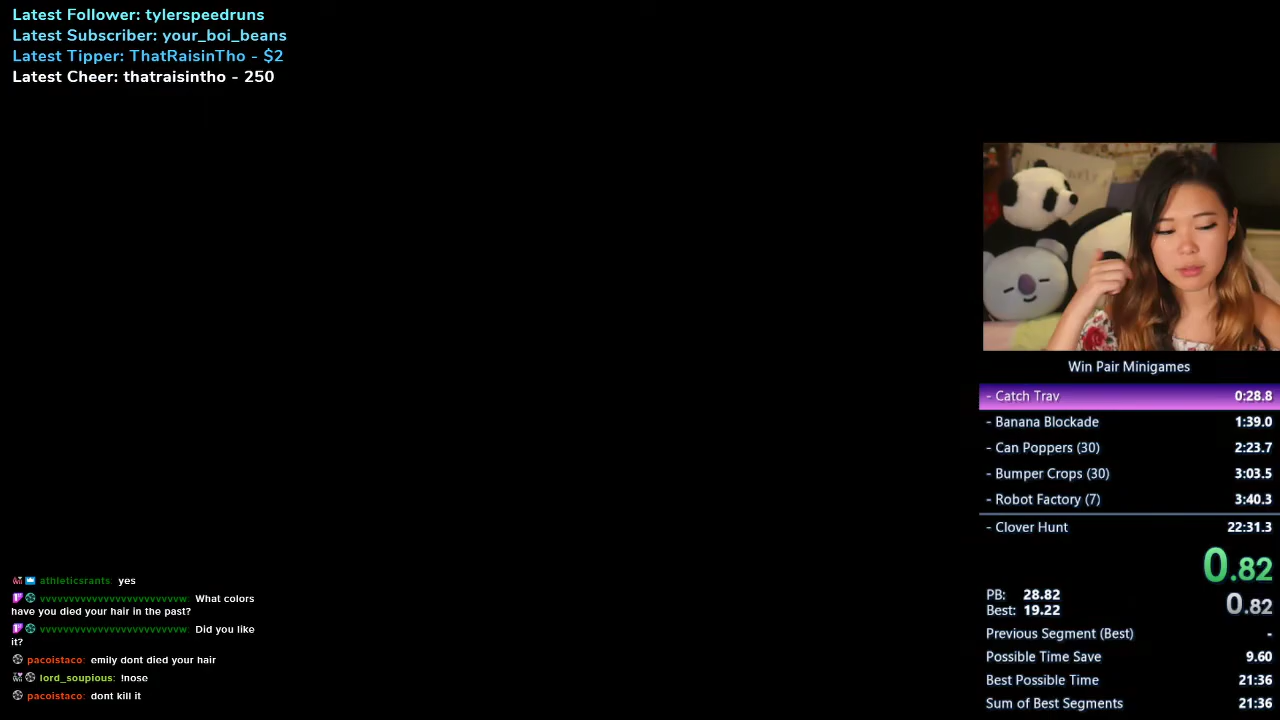 Latest Follower: tylerspeedruns
Latest Subscriber: your_boi_beans
Latest Tipper: ThatRaisinTho - $2
Latest Cheer: thatraisintho - 250
Win Pair Minigames
- Catch Trav 0:28.8
- Banana Blockade 1:39.0
- Can Poppers (30) 2:23.7
- Bumper Crops (30) 3:03.5
- Robot Factory (7) 3:40.3
- Clover Hunt 22:31.3
0.82
PB: 28.82
Best: 19.22
0.82
Previous Segment (Best) -
Possible Time Save 9.60
Best Possible Time 21:36
Sum of Best Segments 21:36
athleticsrants: yes
vvvvvvvvvvvvvvvvvvvvvvvvw: What colors
have you died your hair in the past?
vvvvvvvvvvvvvvvvvvvvvvvvw: Did you like
it?
pacoistaco: emily dont died your hair
lord_soupious: !nose
pacoistaco: dont kill it